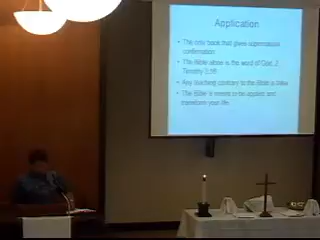 Application
• The only book that gives supernatural
confirmation
• The Bible alone is the word of God. 2
Timothy 3:16
• Any teaching contrary to the Bible is false
• The Bible is meant to be applied and
transform your life